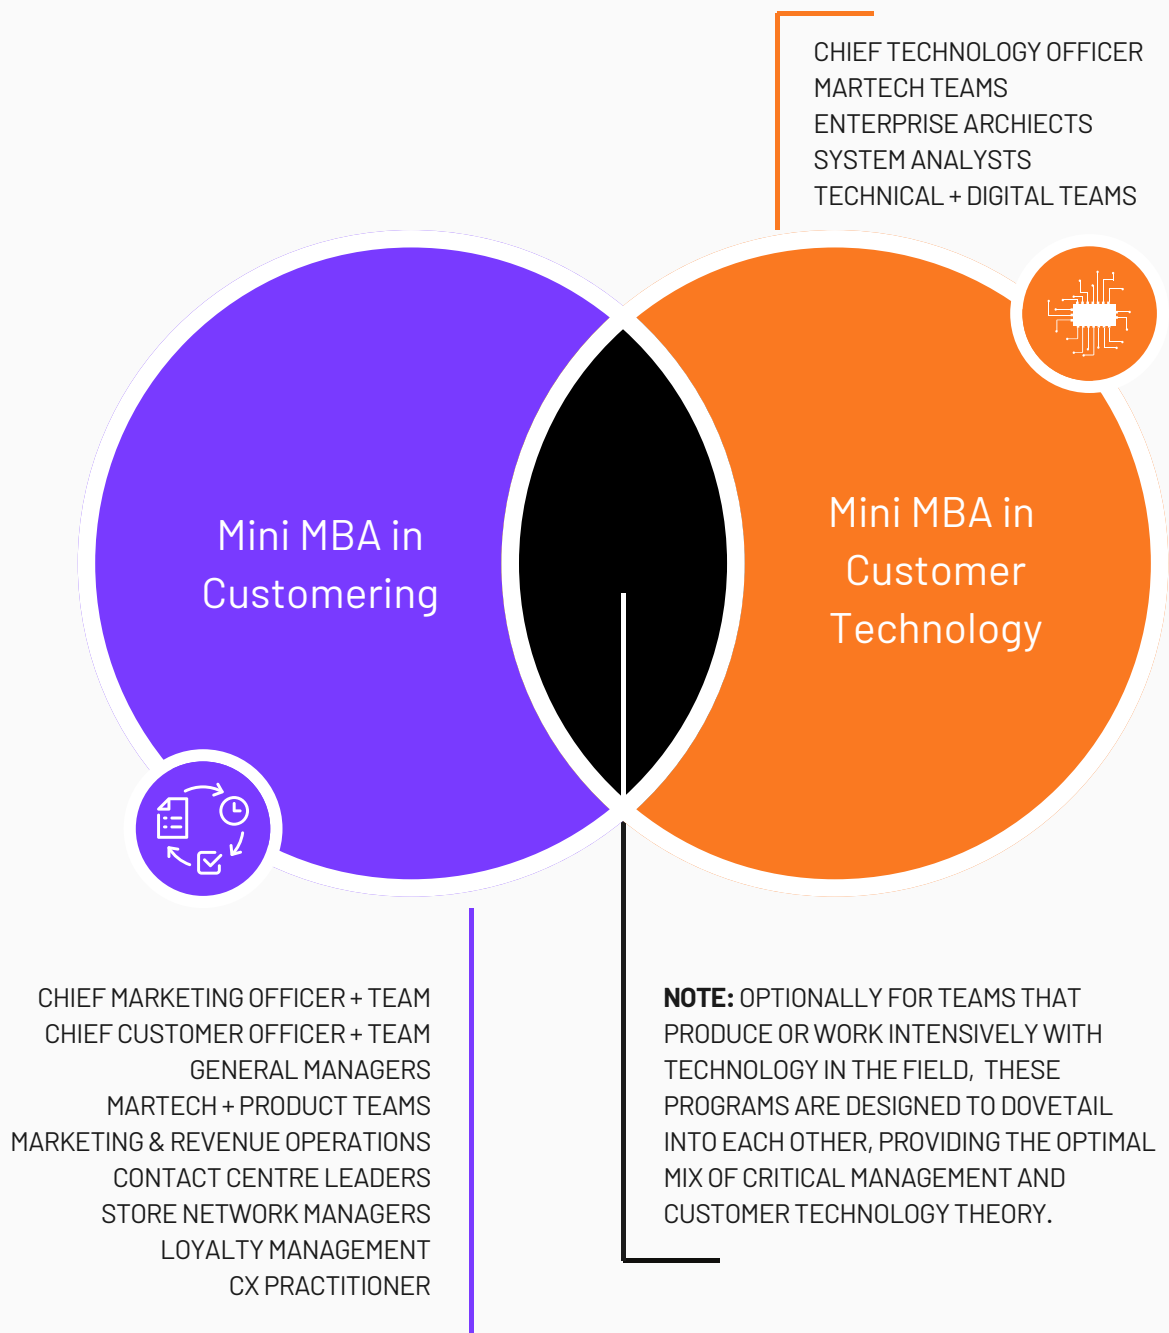 CHIEF TECHNOLOGY OFFICER
MARTECH TEAMS
ENTERPRISE ARCHIECTS
SYSTEM ANALYSTS
TECHNICAL + DIGITAL TEAMS
Mini MBA in
Customering
Mini MBA in
Customer
Technology
CHIEF MARKETING OFFICER + TEAM
CHIEF CUSTOMER OFFICER + TEAM
GENERAL MANAGERS
MARTECH + PRODUCT TEAMS
MARKETING & REVENUE OPERATIONS
CONTACT CENTRE LEADERS
STORE NETWORK MANAGERS
LOYALTY MANAGEMENT
CX PRACTITIONER
NOTE: OPTIONALLY FOR TEAMS THAT
PRODUCE OR WORK INTENSIVELY WITH
TECHNOLOGY IN THE FIELD, THESE
PROGRAMS ARE DESIGNED TO DOVETAIL
INTO EACH OTHER, PROVIDING THE OPTIMAL
MIX OF CRITICAL MANAGEMENT AND
CUSTOMER TECHNOLOGY THEORY.